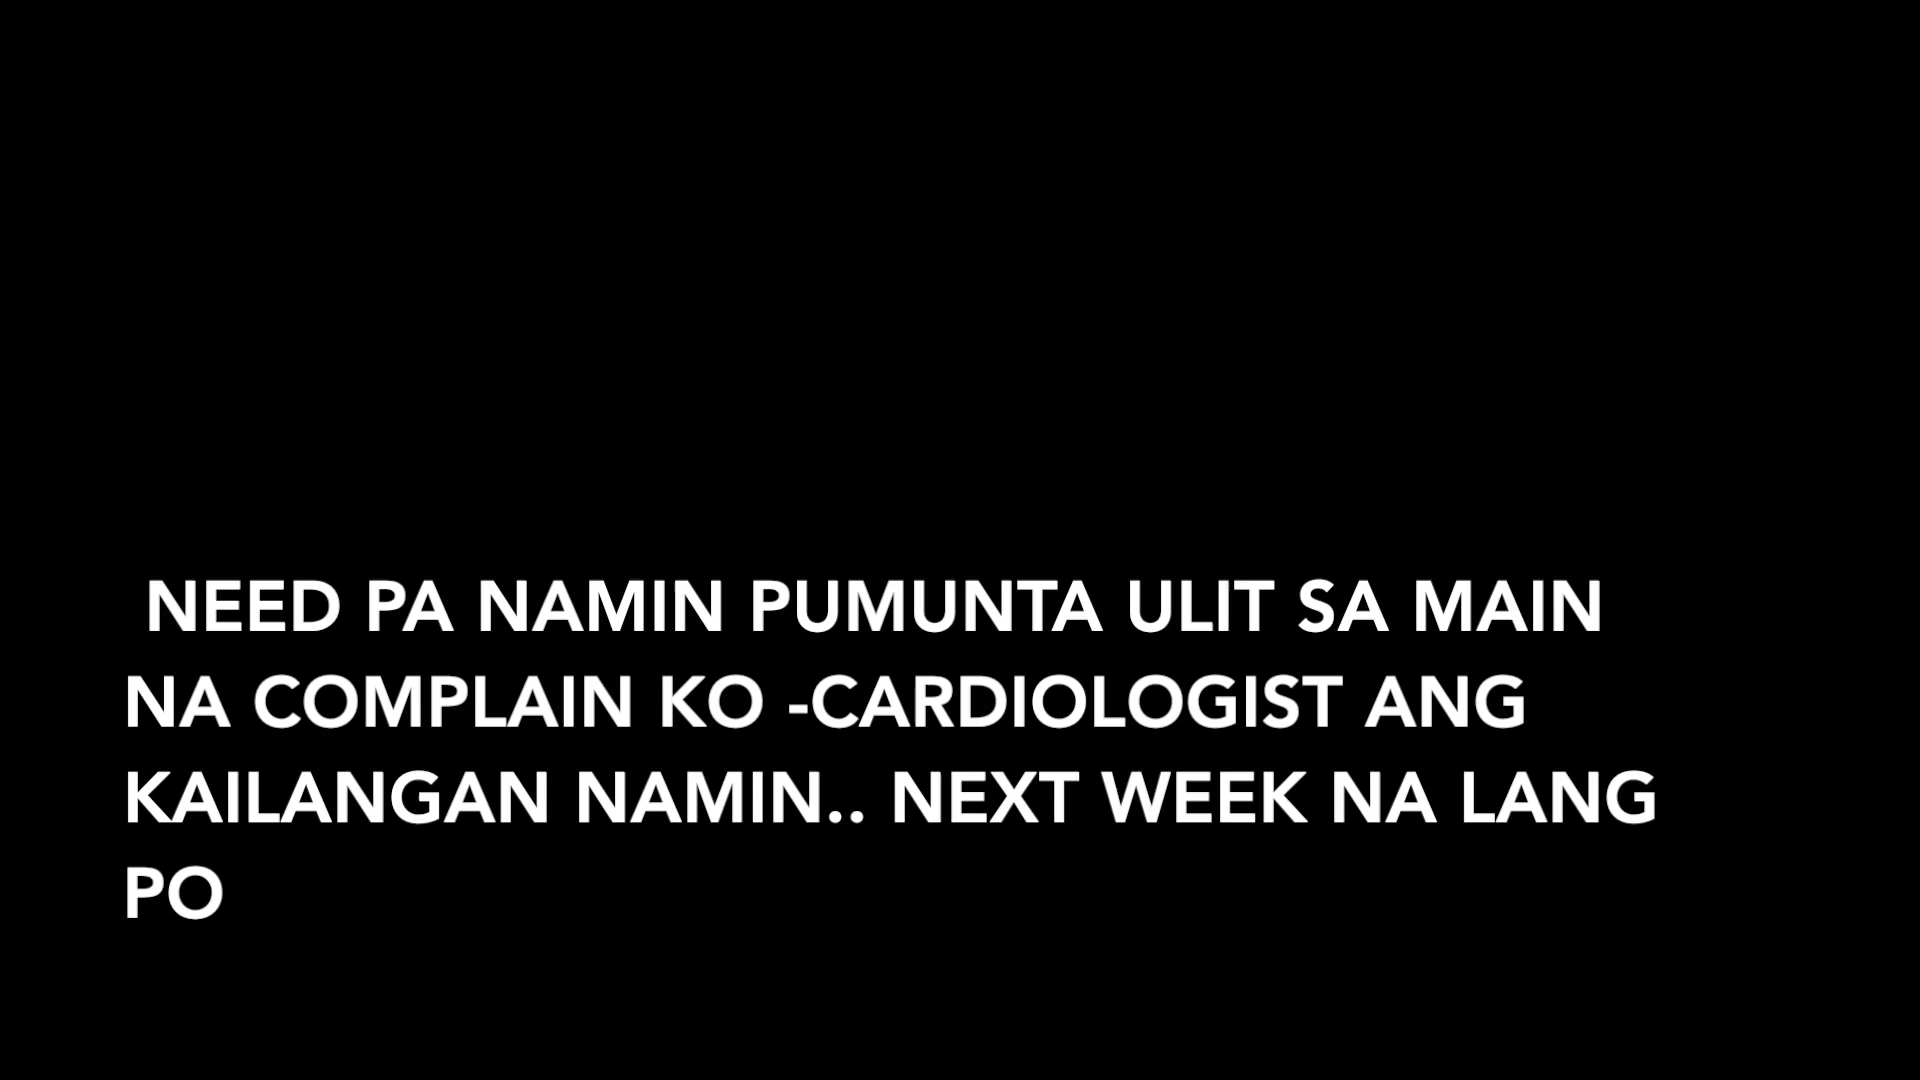 NEED PA NAMIN PUMUNTA ULIT SA MAIN
NA COMPLAIN KO -CARDIOLOGIST ANG
KAILANGAN NAMIN.. NEXT WEEK NA LANG
PO